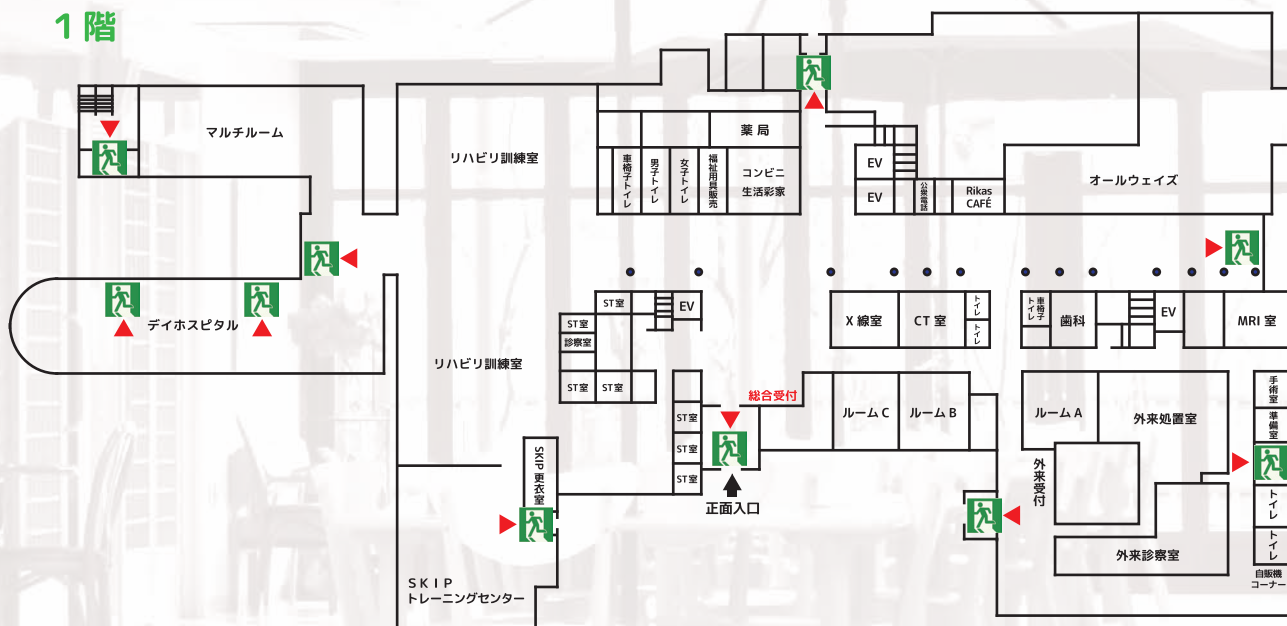 1階
マルチルーム
リハビリ訓練室
薬局
車椅子トイレ
男子トイレ
女子トイレ
福祉用具販売
コンビニ
生活彩家
EV
EV
公衆電話
Rikas
CAFÉ
オールウェイズ
デイホスピタル
リハビリ訓練室
ST室
EV
ST室
診察室
ST室
ST室
X線室
CT室
トイレ
トイレ
車椅子
トイレ
歯科
EV
MRI室
ST室
ST室
ST室
総合受付
正面入口
ルームC
ルームB
ルームA
外来処置室
手術室
準備室
外来受付
トイレ
トイレ
外来診察室
自販機
コーナー
SKIP更衣室
SKIP
トレーニングセンター